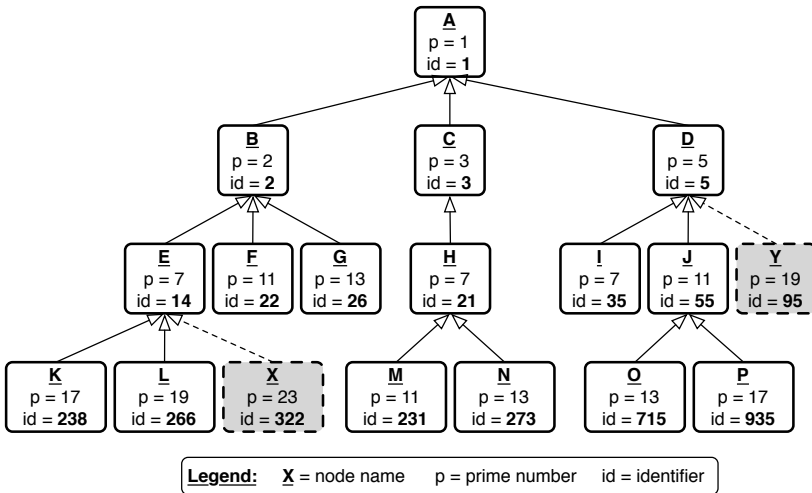 A
p = 1
id = 1
B
p = 2
id = 2
C
p = 3
id = 3
D
p = 5
id = 5
E
p = 7
id = 14
F
p = 11
id = 22
G
p = 13
id = 26
H
p = 7
id = 21
I
p = 7
id = 35
J
p = 11
id = 55
Y
p = 19
id = 95
K
p = 17
id = 238
L
p = 19
id = 266
X
p = 23
id = 322
M
p = 11
id = 231
N
p = 13
id = 273
O
p = 13
id = 715
P
p = 17
id = 935
Legend: X = node name p = prime number id = identifier